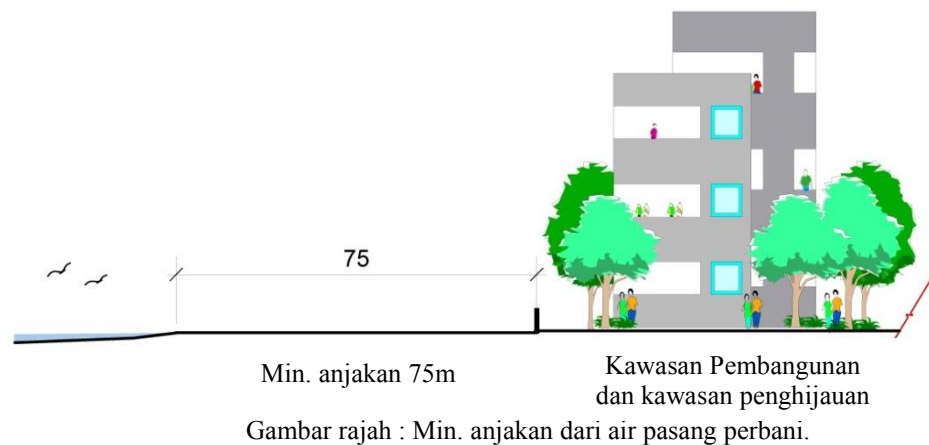 75
Min. anjakan 75m
Kawasan Pembangunan
dan kawasan penghijauan
Gambar rajah : Min. anjakan dari air pasang perbani.